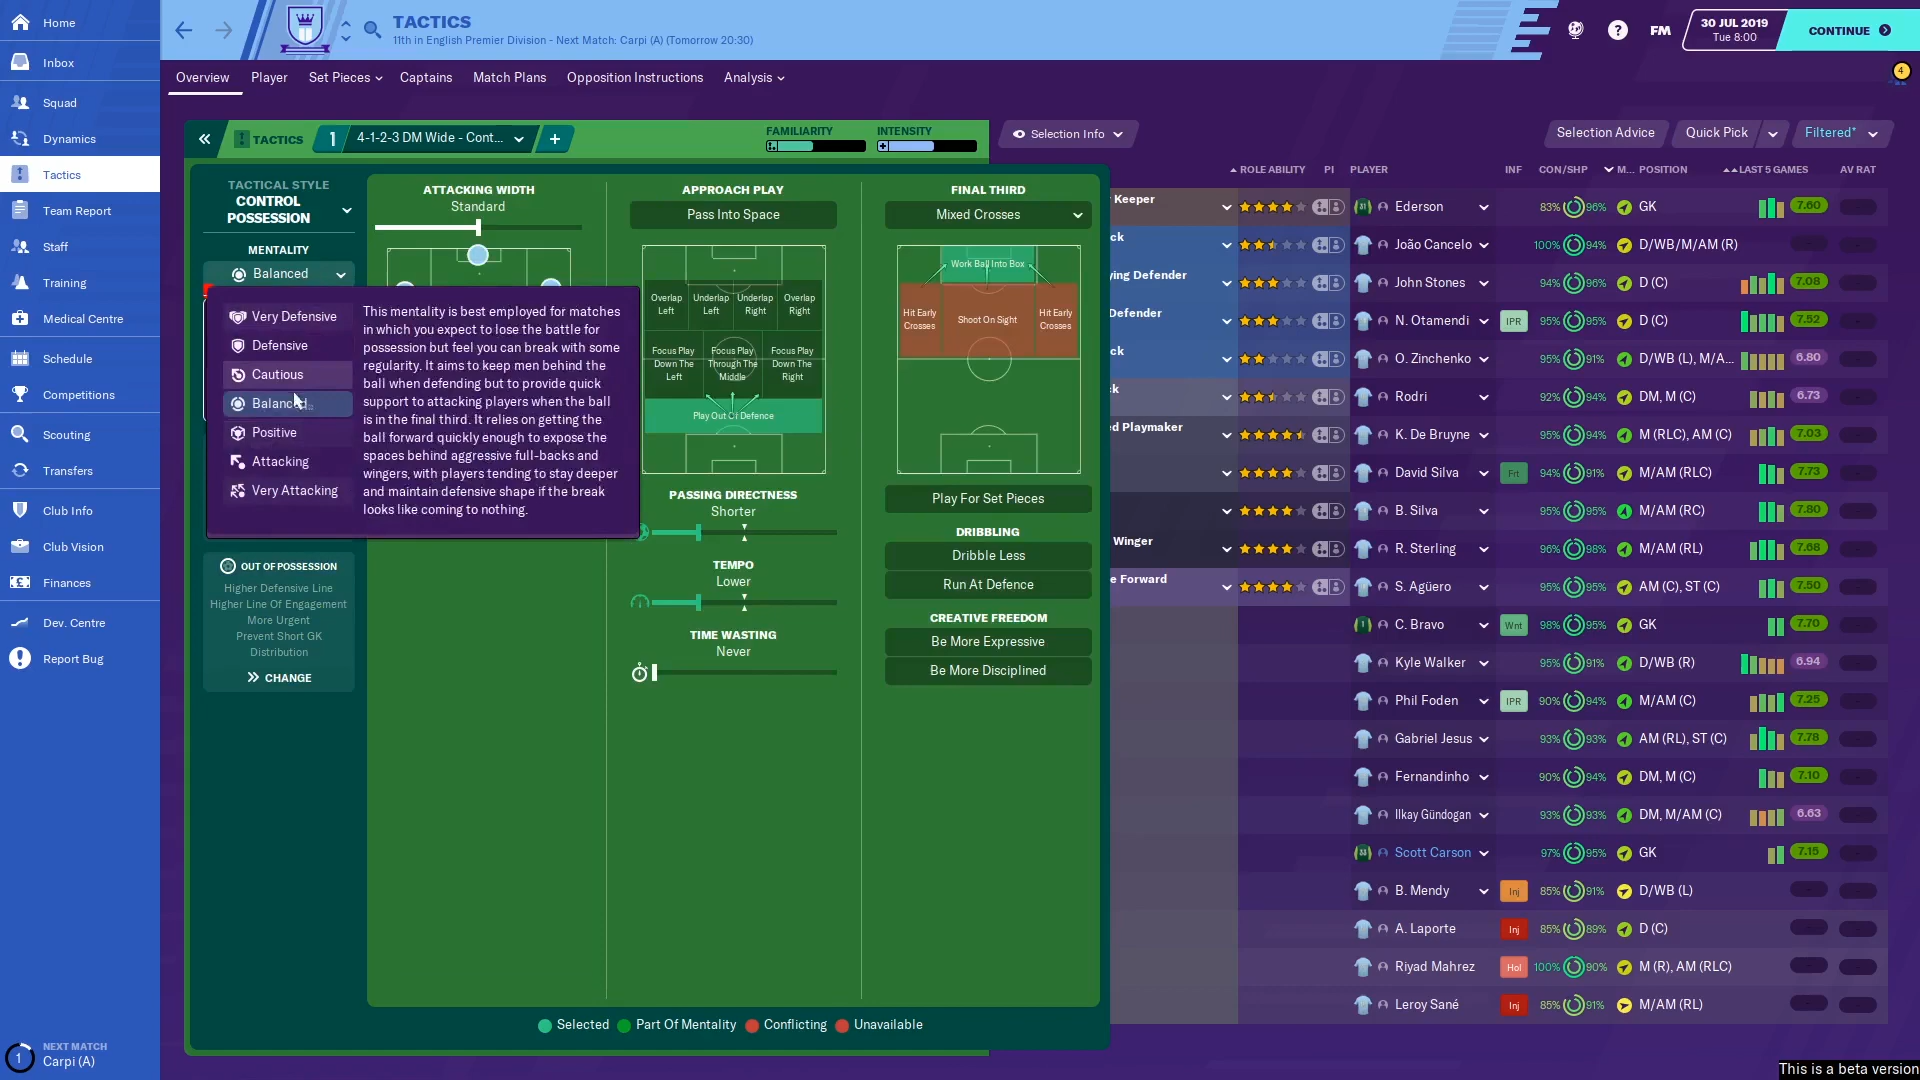 Home
Inbox
Squad
Dynamics
Tactics
Team Report
Staff
Training
Medical Centre
Schedule
Competitions
Scouting
Transfers
Club Info
Club Vision
Finances
Dev. Centre
Report Bug
1
NEXT MATCH
Carpi (A)
TACTICS
11th in English Premier Division - Next Match: Carpi (A) (Tomorrow 20:30)
? FM
30 JUL 2019
Tue 8:00
CONTINUE
Overview Player Set Pieces Captains Match Plans Opposition Instructions Analysis
4
TACTICS 1 4-1-2-3 DM Wide - Cont... +
FAMILIARITY INTENSITY
Selection Info
Selection Advice Quick Pick Filtered*
TACTICAL STYLE
CONTROL
POSSESSION
MENTALITY
Balanced
Very Defensive
Defensive
Cautious
Balanced
Positive
Attacking
Very Attacking
This mentality is best employed for matches
in which you expect to lose the battle for
possession but feel you can break with some
regularity. It aims to keep men behind the
ball when defending but to provide quick
support to attacking players when the ball
is in the final third. It relies on getting the
ball forward quickly enough to expose the
spaces behind aggressive full-backs and
wingers, with players tending to stay deeper
and maintain defensive shape if the break
looks like coming to nothing.
OUT OF POSSESSION
Higher Defensive Line
Higher Line Of Engagement
More Urgent
Prevent Short GK
Distribution
CHANGE
ATTACKING WIDTH
Standard
APPROACH PLAY
Pass Into Space
Overlap Left
Underlap Left
Underlap Right
Overlap Right
Focus Play Down The Left
Focus Play Through The Middle
Focus Play Down The Right
Play Out Of Defence
PASSING DIRECTNESS
Shorter
TEMPO
Lower
TIME WASTING
Never
FINAL THIRD
Mixed Crosses
Work Ball Into Box
Hit Early Crosses
Shoot On Sight
Hit Early Crosses
Play For Set Pieces
DRIBBLING
Dribble Less
Run At Defence
CREATIVE FREEDOM
Be More Expressive
Be More Disciplined
Selected Part Of Mentality Conflicting Unavailable
ROLE ABILITY PI PLAYER INF CON/SHP M... POSITION LAST 5 GAMES AV RAT
Keeper Ederson 83% 96% GK 7.60
ck João Cancelo 100% 94% D/WB/M/AM (R)
ying Defender John Stones 94% 96% D (C) 7.08
Defender N. Otamendi IPR 95% 95% D (C) 7.52
ck O. Zinchenko 95% 91% D/WB (L), M/A... 6.80
ck Rodri 92% 94% DM, M (C) 6.73
ed Playmaker K. De Bruyne 95% 94% M (RLC), AM (C) 7.03
David Silva Frt 94% 91% M/AM (RLC) 7.73
B. Silva 95% 95% M/AM (RC) 7.80
Winger R. Sterling 96% 98% M/AM (RL) 7.68
e Forward S. Agüero 95% 95% AM (C), ST (C) 7.50
C. Bravo Wnt 98% 95% GK 7.70
Kyle Walker 95% 91% D/WB (R) 6.94
Phil Foden IPR 90% 94% M/AM (C) 7.25
Gabriel Jesus 93% 93% AM (RL), ST (C) 7.78
Fernandinho 90% 94% DM, M (C) 7.10
Ilkay Gündogan 93% 93% DM, M/AM (C) 6.63
Scott Carson 97% 95% GK 7.15
B. Mendy Inj 85% 91% D/WB (L)
A. Laporte Inj 85% 89% D (C)
Riyad Mahrez Hol 100% 90% M (R), AM (RLC)
Leroy Sané Inj 85% 91% M/AM (RL)
This is a beta version